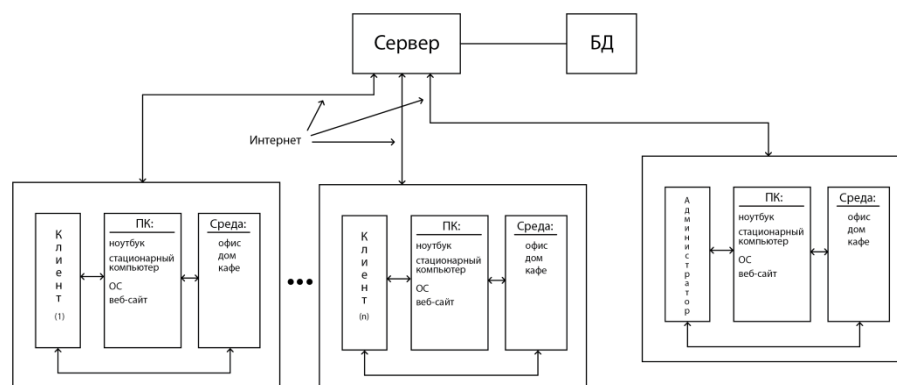 Сервер
БД
Интернет
К л и е н т
(1)
ПК:
ноутбук
стационарный
компьютер
ОС
веб-сайт
Среда:
офис
дом
кафе
К л и е н т
(n)
ПК:
ноутбук
стационарный
компьютер
ОС
веб-сайт
Среда:
офис
дом
кафе
А д м и н и с т р а т о р
ПК:
ноутбук
стационарный
компьютер
ОС
веб-сайт
Среда:
офис
дом
кафе